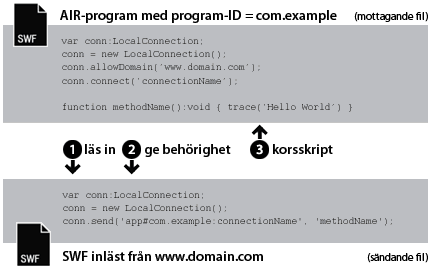 AIR-program med program-ID = com.example (mottagande fil)
SWF
var conn:LocalConnection;
conn = new LocalConnection();
conn.allowDomain('www.domain.com');
conn.connect('connectionName');
function methodName():void { trace('Hello World') }
1 läs in 2 ge behörighet 3 korsskript
var conn:LocalConnection;
conn = new LocalConnection();
conn.send('app#com.example:connectionName', 'methodName');
SWF
SWF inläst från www.domain.com (sändande fil)